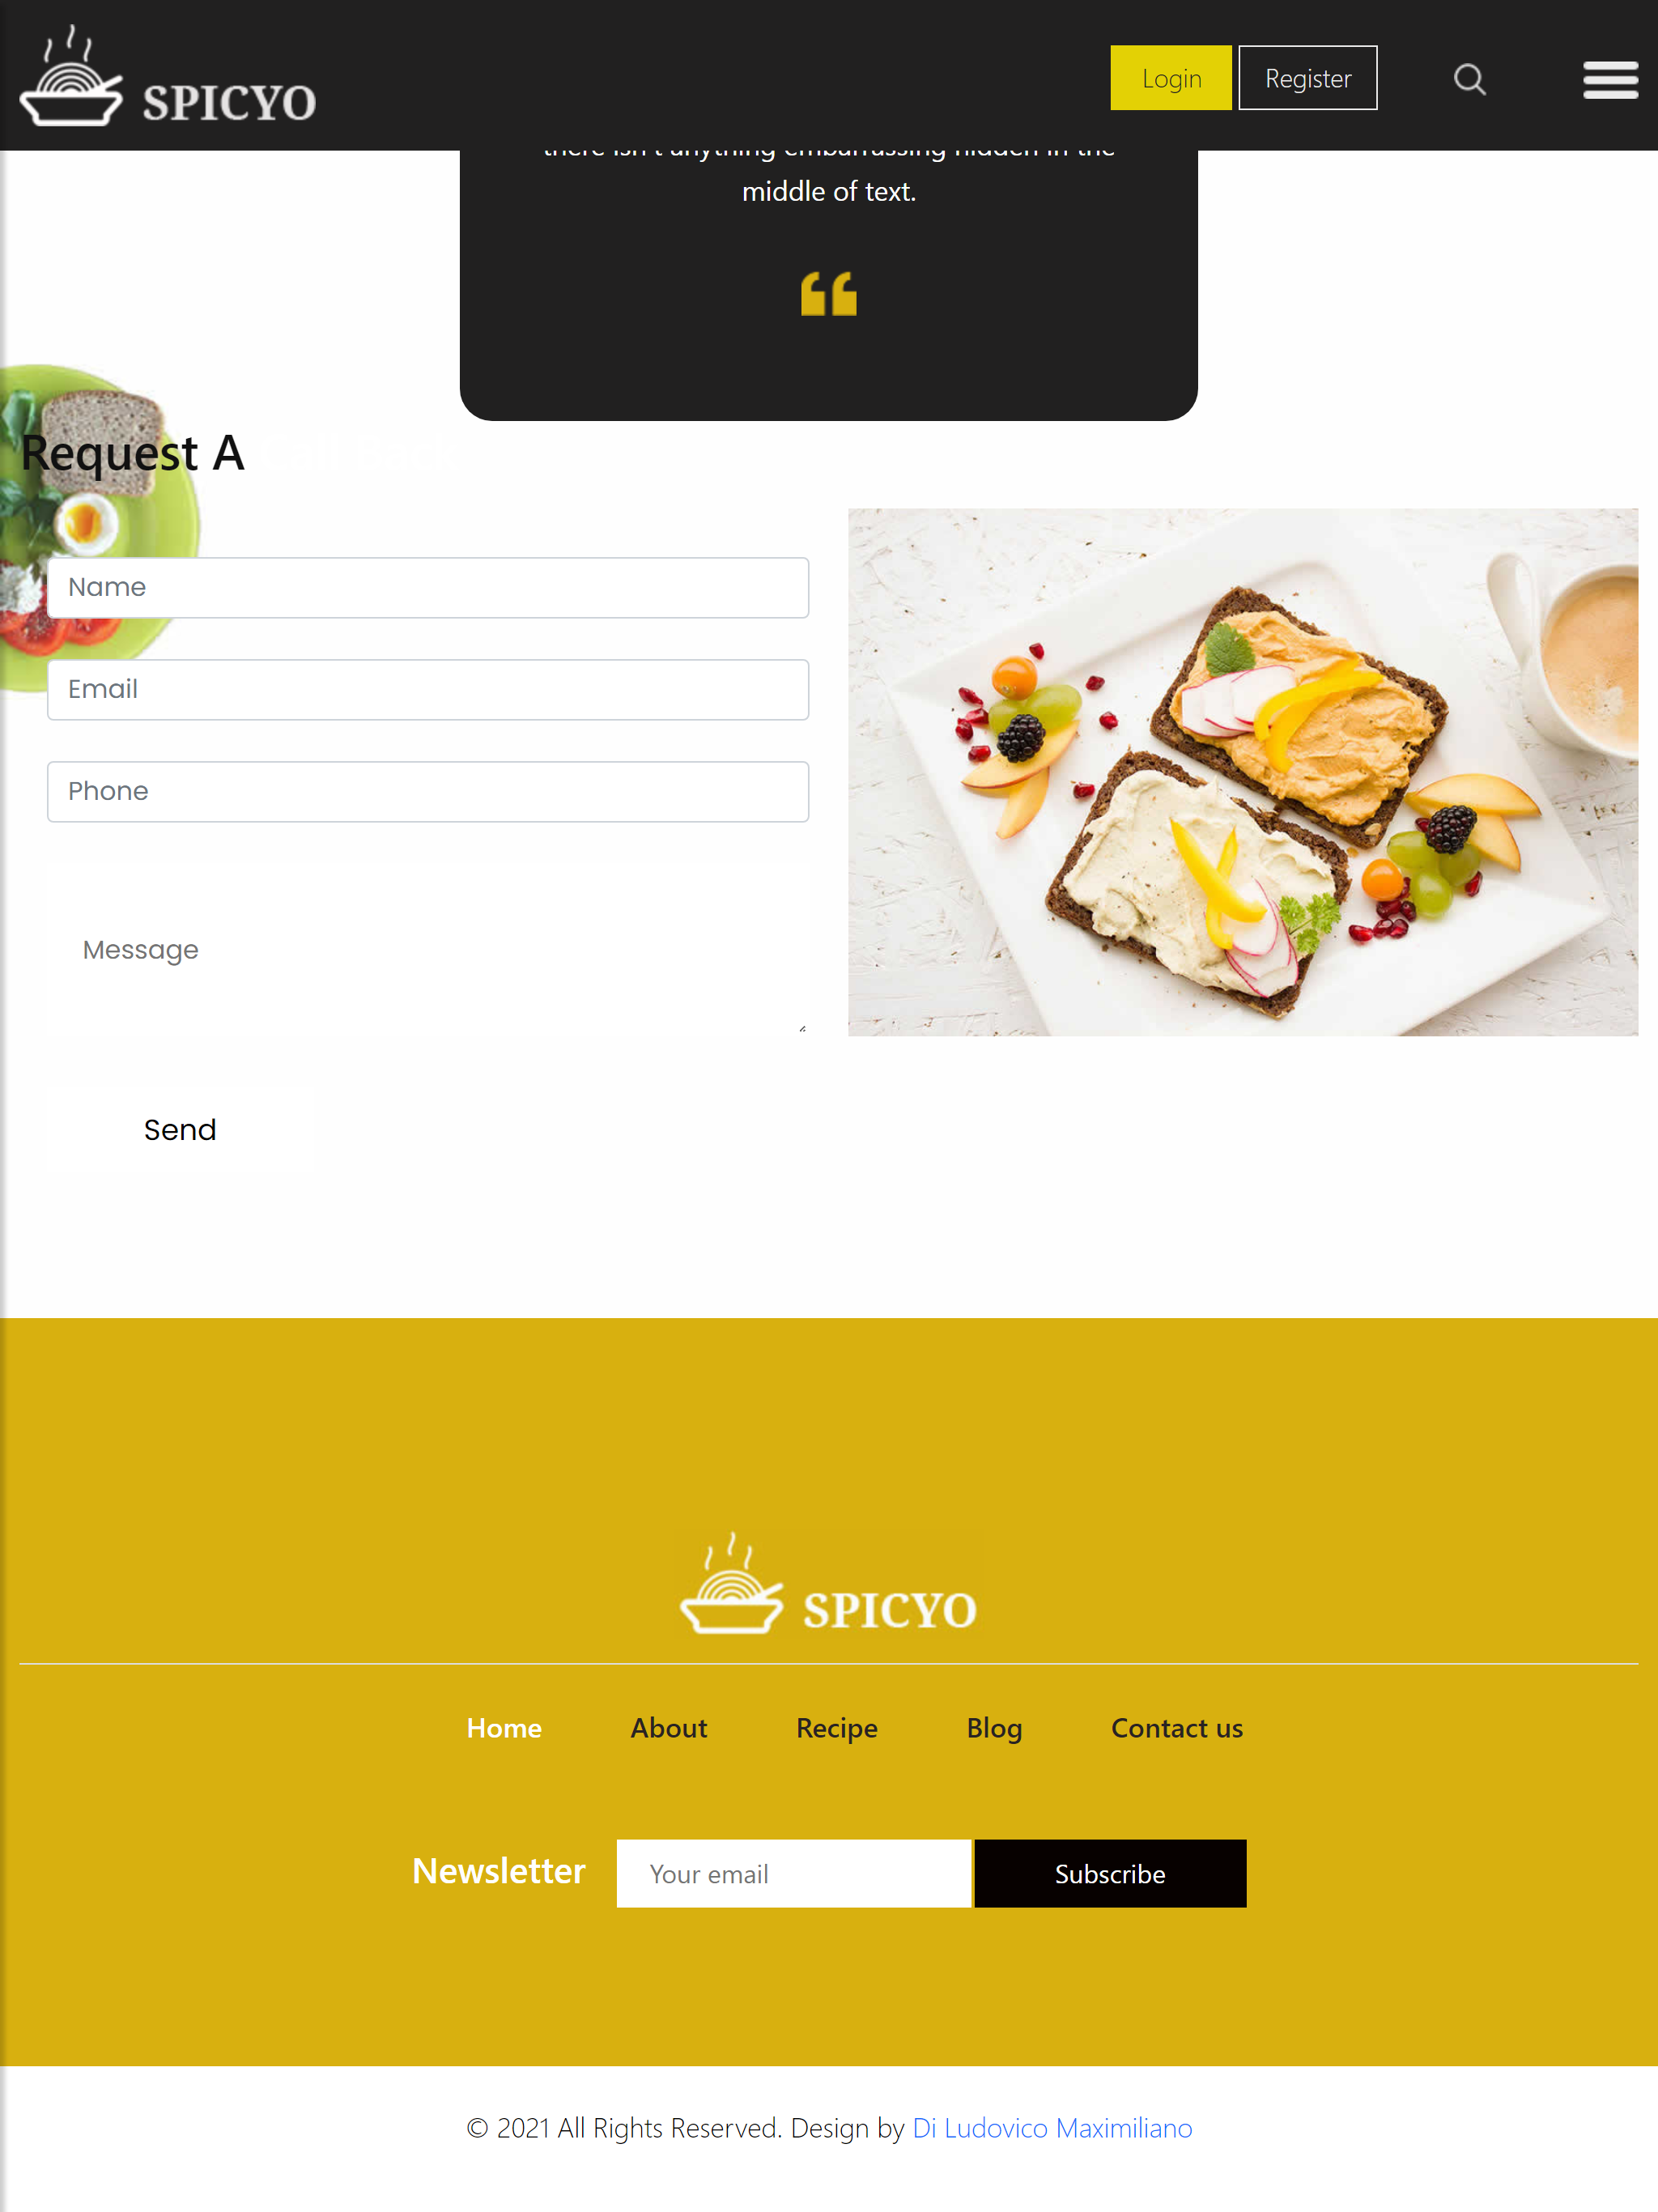 SPICYO
Login
Register
there isn't anything embarrassing hidden in the
middle of text.
Request A
Name
Email
Phone
Message
Send
SPICYO
Home
About
Recipe
Blog
Contact us
Newsletter
Your email
Subscribe
© 2021 All Rights Reserved. Design by Di Ludovico Maximiliano